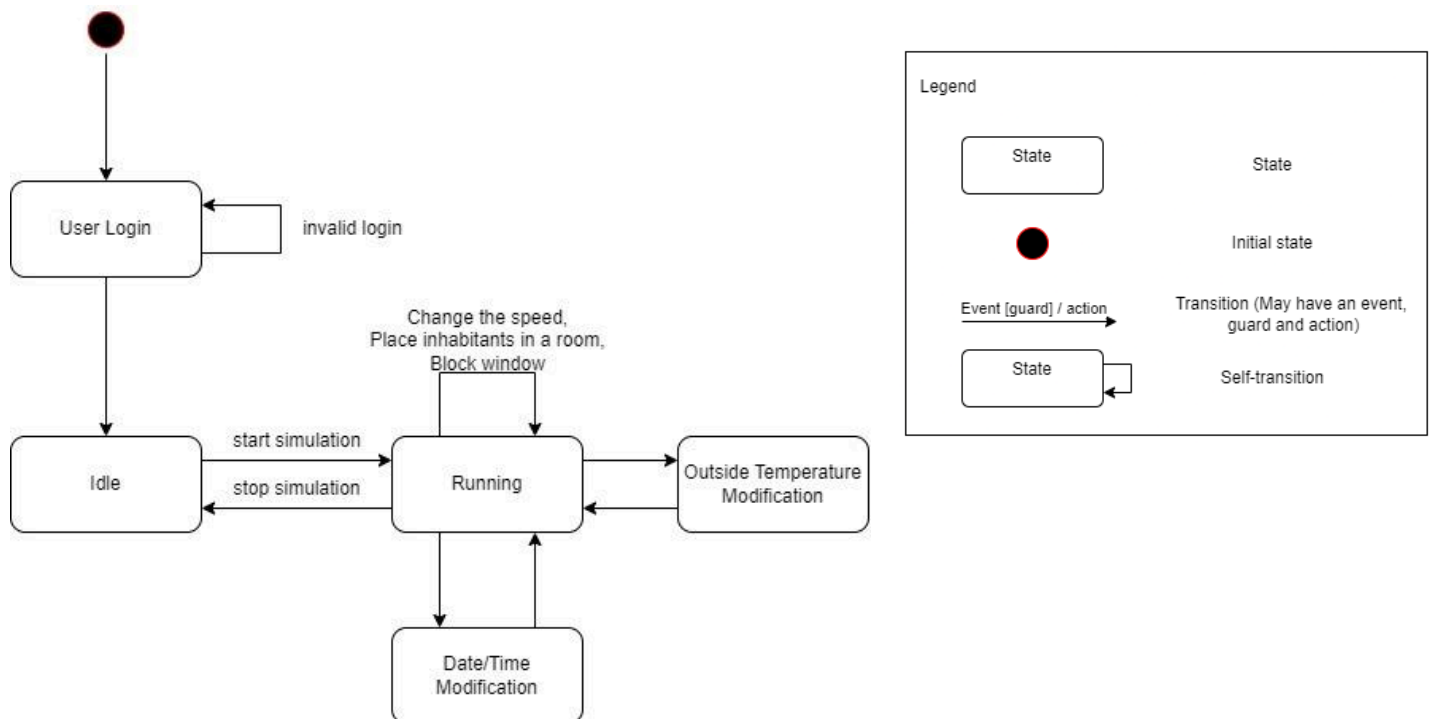 User Login
invalid login
Change the speed,
Place inhabitants in a room,
Block window
Idle
start simulation
stop simulation
Running
Outside Temperature
Modification
Date/Time
Modification
Legend
State
State
Initial state
Event [guard] / action
Transition (May have an event,
guard and action)
State
Self-transition